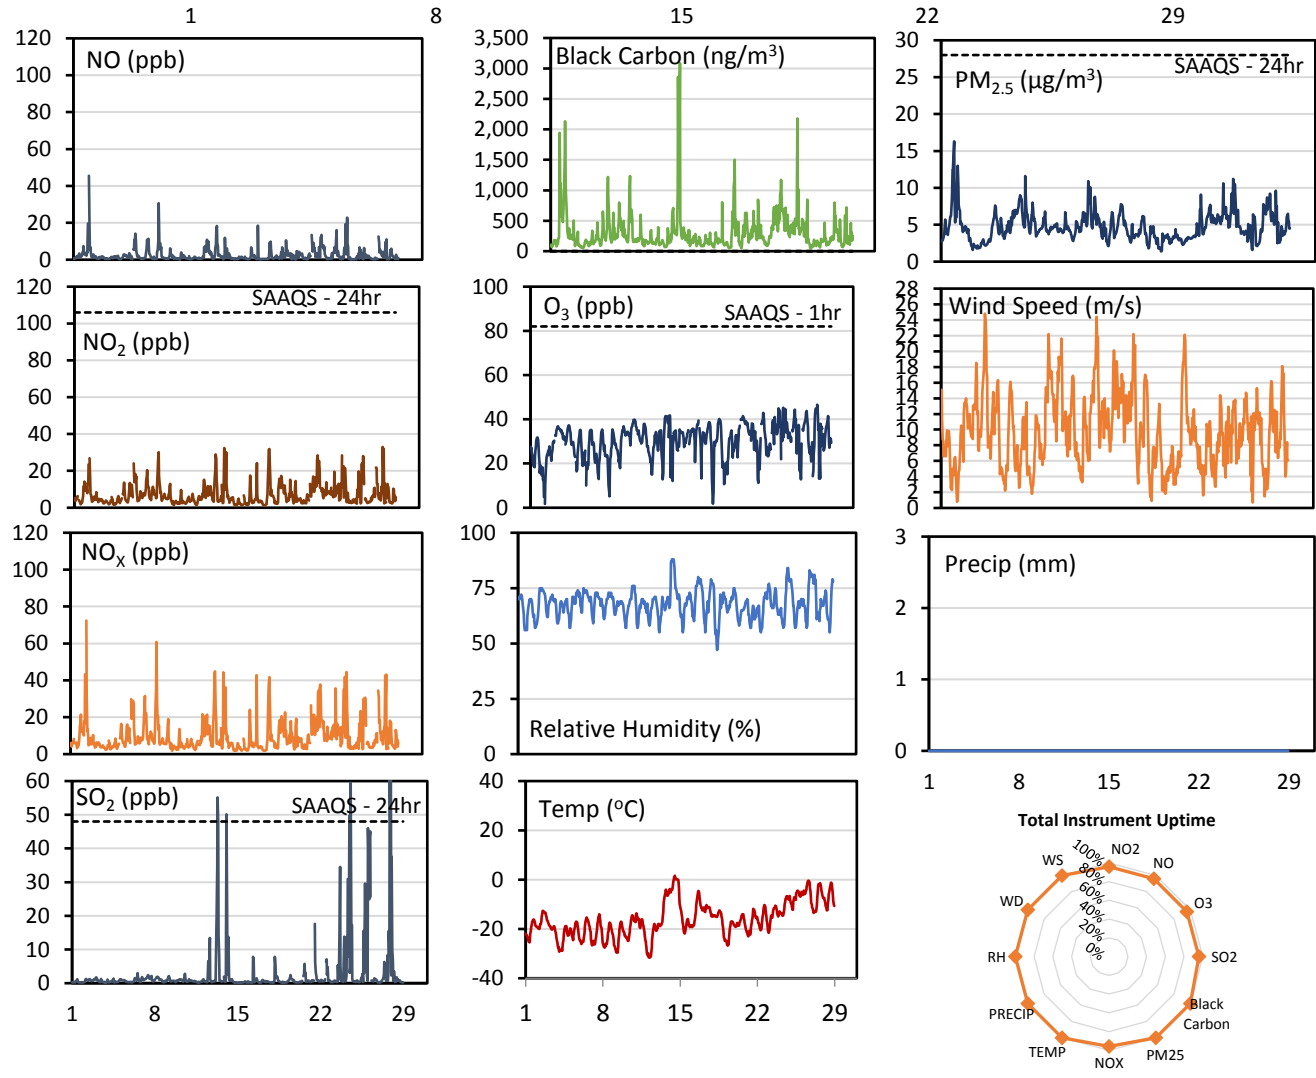 1 8 15 22 29
NO (ppb)
120
100
80
60
40
20
0
Black Carbon (ng/m³)
3,500
3,000
2,500
2,000
1,500
1,000
500
0
PM₂.₅ (µg/m³)
SAAQS - 24hr
30
25
20
15
10
5
0
NO₂ (ppb)
SAAQS - 24hr
120
100
80
60
40
20
0
O₃ (ppb)
SAAQS - 1hr
100
80
60
40
20
0
Wind Speed (m/s)
28
26
24
22
20
18
16
14
12
10
8
6
4
2
0
NOₓ (ppb)
120
100
80
60
40
20
0
Relative Humidity (%)
100
75
50
25
0
Precip (mm)
3
2
1
0
1 8 15 22 29
SO₂ (ppb)
SAAQS - 24hr
60
50
40
30
20
10
0
1 8 15 22 29
Temp (°C)
40
20
0
-20
-40
1 8 15 22 29
Total Instrument Uptime
NO2
NO
O3
SO2
Black
Carbon
PM25
NOX
TEMP
PRECIP
RH
WD
WS
100%
80%
60%
40%
20%
0%